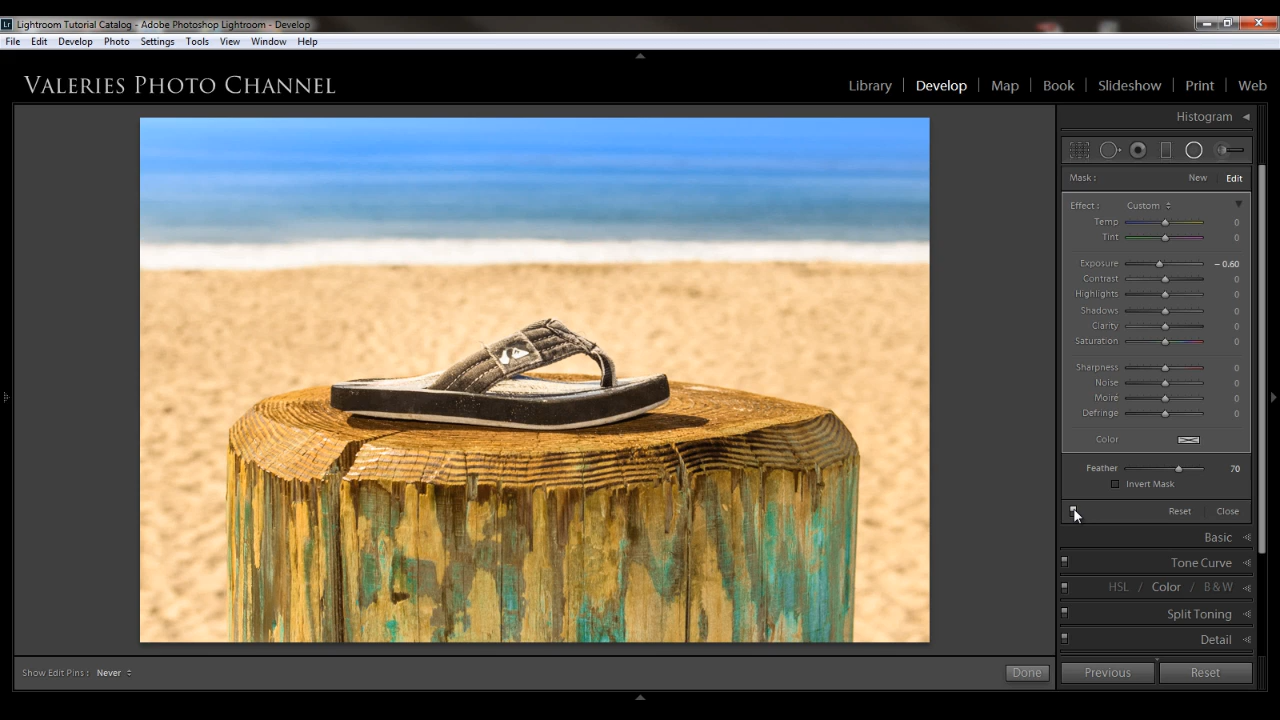 Lightroom Tutorial Catalog - Adobe Photoshop Lightroom - Develop
File Edit Develop Photo Settings Tools View Window Help
VALERIES PHOTO CHANNEL
Library | Develop | Map | Book | Slideshow | Print | Web
Histogram
Mask : New Edit
Effect : Custom
Temp 0
Tint 0
Exposure – 0.60
Contrast 0
Highlights 0
Shadows 0
Clarity 0
Saturation 0
Sharpness 0
Noise 0
Moiré 0
Defringe 0
Color
Feather 70
Invert Mask
Reset Close
Basic
Tone Curve
HSL / Color / B & W
Split Toning
Detail
Show Edit Pins : Never
Done
Previous Reset